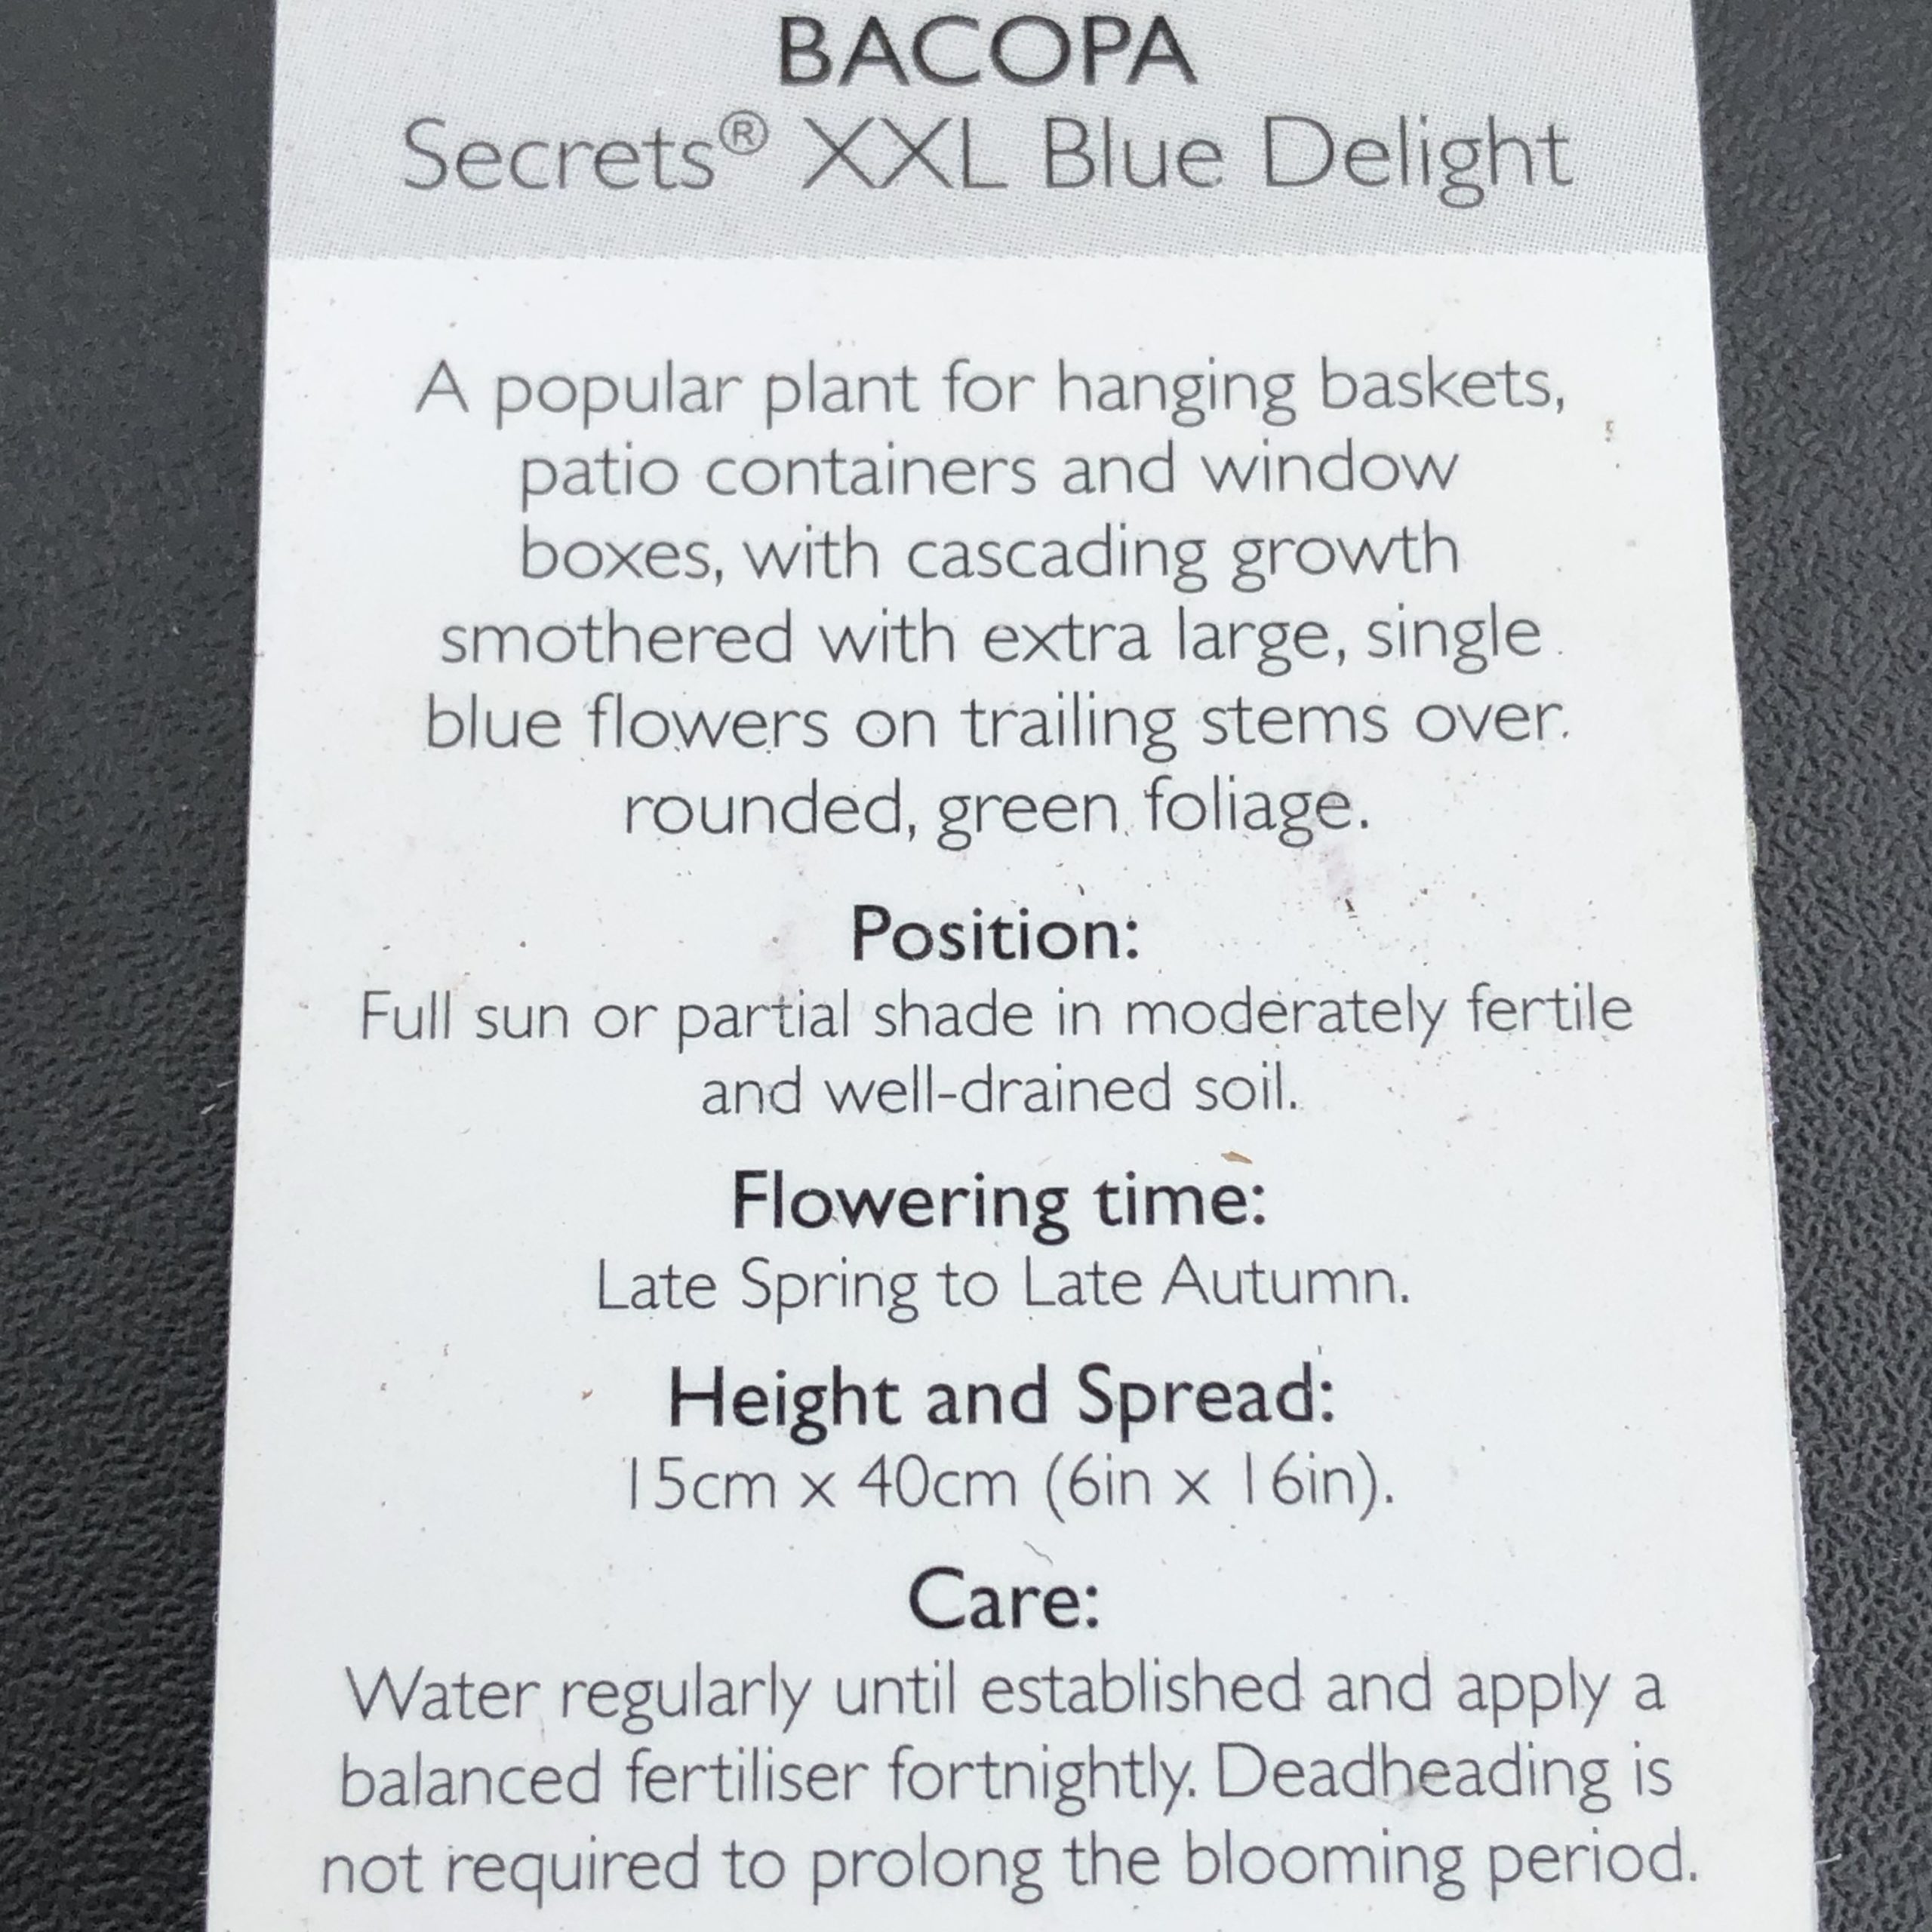 BACOPA
Secrets® XXL Blue Delight
A popular plant for hanging baskets,
patio containers and window
boxes, with cascading growth
smothered with extra large, single
blue flowers on trailing stems over
rounded, green foliage.
Position:
Full sun or partial shade in moderately fertile
and well-drained soil.
Flowering time:
Late Spring to Late Autumn.
Height and Spread:
15cm x 40cm (6in x 16in).
Care:
Water regularly until established and apply a
balanced fertiliser fortnightly. Deadheading is
not required to prolong the blooming period.